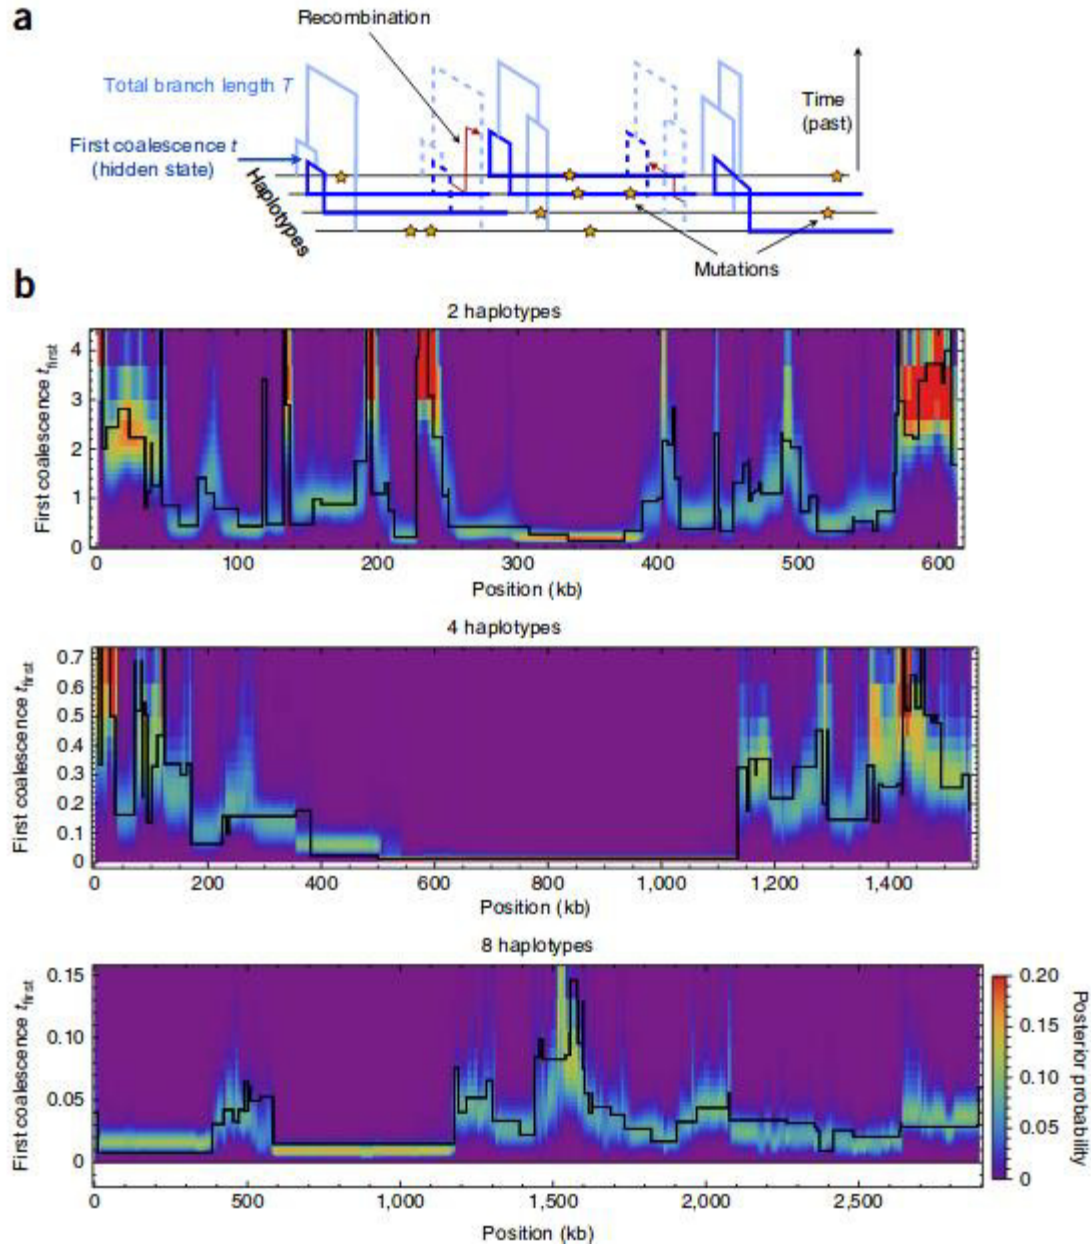 a
Recombination
Total branch length T
Time
(past)
First coalescence t
(hidden state)
Haplotypes
Mutations
b
2 haplotypes
First coalescence tfirst
4
3
2
1
0
0 100 200 300 400 500 600
Position (kb)
4 haplotypes
First coalescence tfirst
0.7
0.6
0.5
0.4
0.3
0.2
0.1
0
0 200 400 600 800 1,000 1,200 1,400
Position (kb)
8 haplotypes
First coalescence tfirst
0.15
0.10
0.05
0
0 500 1,000 1,500 2,000 2,500
Position (kb)
0.20
0.15
0.10
0.05
0
Posterior probability